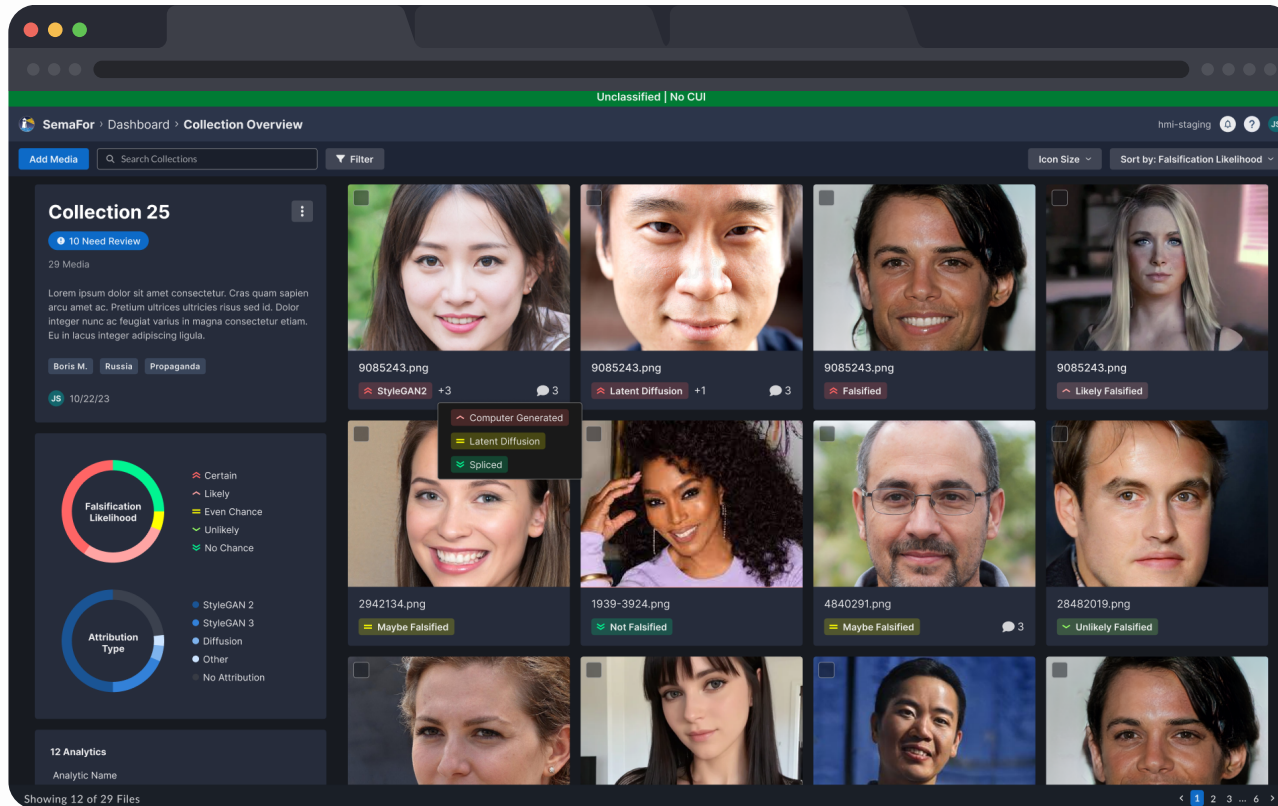 Unclassified | No CUI
SemaFor › Dashboard › Collection Overview
hmi-staging ? JS
Add Media Search Collections Filter Icon Size Sort by: Falsification Likelihood
Collection 25
10 Need Review
29 Media
Lorem ipsum dolor sit amet consectetur. Cras quam sapien
arcu amet ac. Pretium ultrices ultricies risus sed id. Dolor
integer nunc ac feugiat varius in magna consectetur etiam.
Eu in lacus integer adipiscing ligula.
Boris M. Russia Propaganda
JS 10/22/23
Falsification
Likelihood
Certain
Likely
Even Chance
Unlikely
No Chance
Attribution
Type
StyleGAN 2
StyleGAN 3
Diffusion
Other
No Attribution
12 Analytics
Analytic Name
9085243.png
StyleGAN2 +3 3
Computer Generated
Latent Diffusion
Spliced
9085243.png
Latent Diffusion +1 3
9085243.png
Falsified
9085243.png
Likely Falsified
2942134.png
Maybe Falsified
1939-3924.png
Not Falsified
4840291.png
Maybe Falsified 3
28482019.png
Unlikely Falsified
Showing 12 of 29 Files
‹ 1 2 3 ... 6 ›